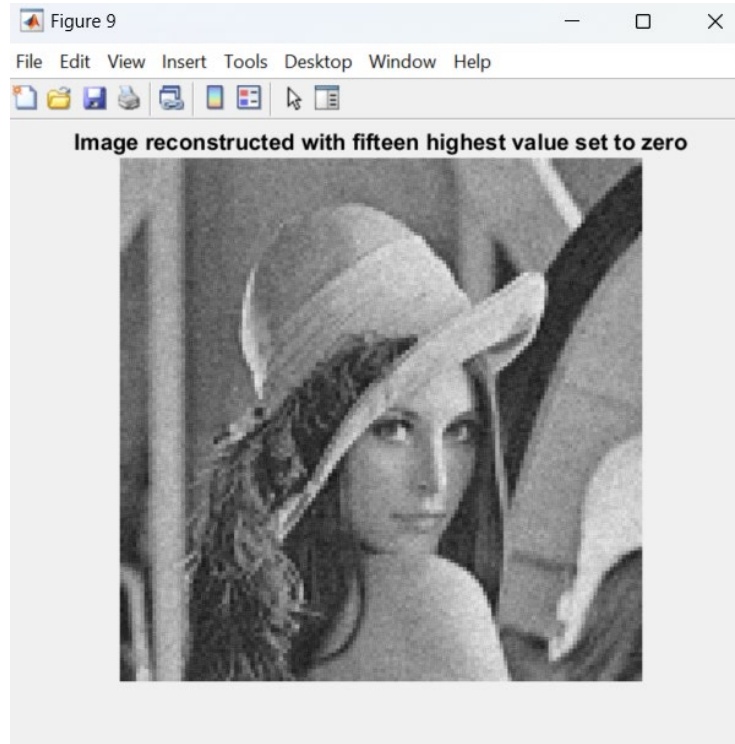 Figure 9
File Edit View Insert Tools Desktop Window Help
Image reconstructed with fifteen highest value set to zero